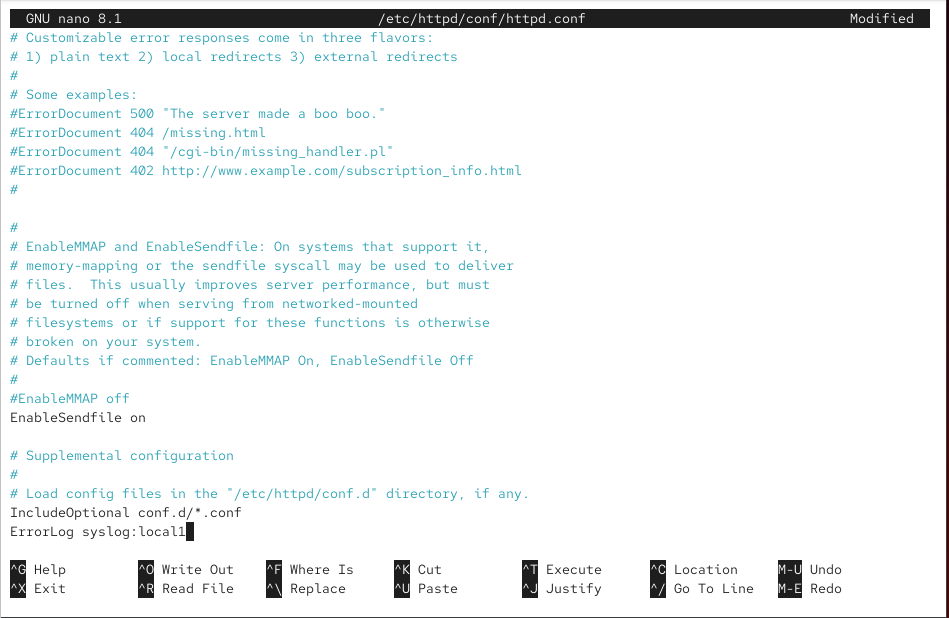 GNU nano 8.1 /etc/httpd/conf/httpd.conf Modified
# Customizable error responses come in three flavors:
# 1) plain text 2) local redirects 3) external redirects
#
# Some examples:
#ErrorDocument 500 "The server made a boo boo."
#ErrorDocument 404 /missing.html
#ErrorDocument 404 "/cgi-bin/missing_handler.pl"
#ErrorDocument 402 http://www.example.com/subscription_info.html
#

#
# EnableMMAP and EnableSendfile: On systems that support it,
# memory-mapping or the sendfile syscall may be used to deliver
# files.  This usually improves server performance, but must
# be turned off when serving from networked-mounted
# filesystems or if support for these functions is otherwise
# broken on your system.
# Defaults if commented: EnableMMAP On, EnableSendfile Off
#
#EnableMMAP off
EnableSendfile on

# Supplemental configuration
#
# Load config files in the "/etc/httpd/conf.d" directory, if any.
IncludeOptional conf.d/*.conf
ErrorLog syslog:local1

^G Help ^O Write Out ^F Where Is ^K Cut ^T Execute ^C Location M-U Undo
^X Exit ^R Read File ^\ Replace ^U Paste ^J Justify ^/ Go To Line M-E Redo